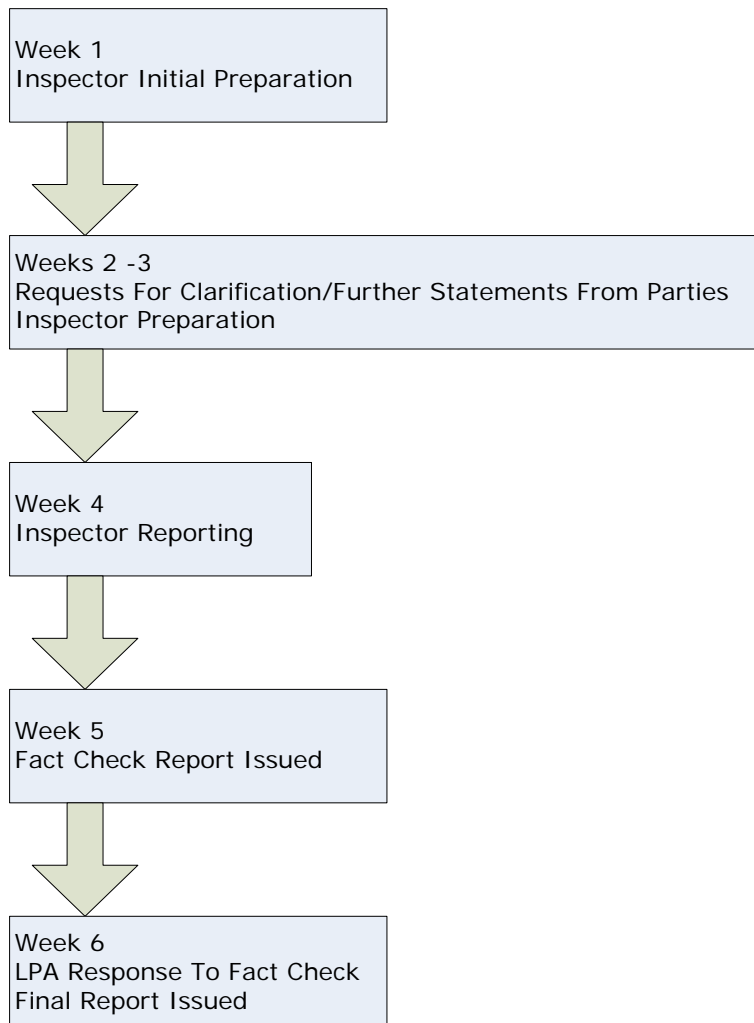 Week 1
Inspector Initial Preparation
Weeks 2 -3
Requests For Clarification/Further Statements From Parties
Inspector Preparation
Week 4
Inspector Reporting
Week 5
Fact Check Report Issued
Week 6
LPA Response To Fact Check
Final Report Issued